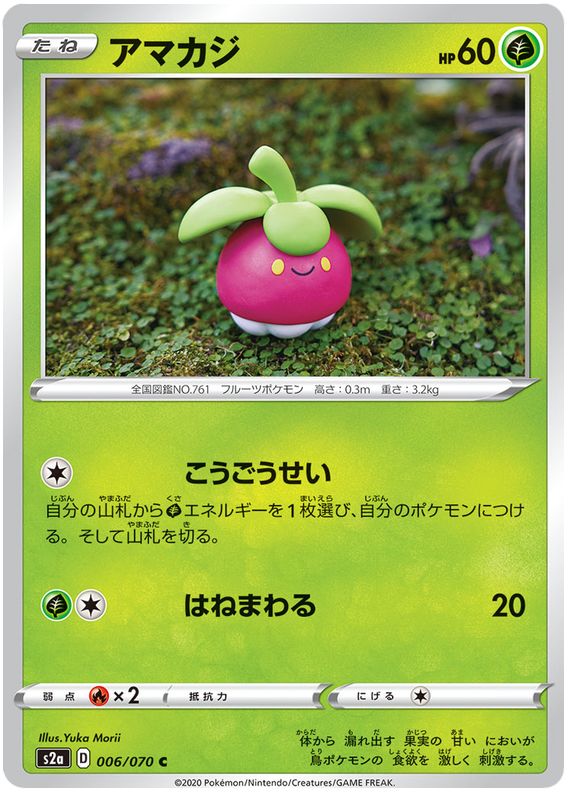 たね アマカジ HP60
全国図鑑NO.761 フルーツポケモン 高さ:0.3m 重さ:3.2kg
こうごうせい
自分の山札からエネルギーを1枚選び、自分のポケモンにつけ
る。そして山札を切る。
はねまわる 20
弱点 ×2 抵抗力 にげる
Illus.Yuka Morii
s2a D 006/070 C
体から 漏れ出す 果実の 甘い においが
鳥ポケモンの 食欲を 激しく 刺激する。
©2020 Pokémon/Nintendo/Creatures/GAME FREAK.